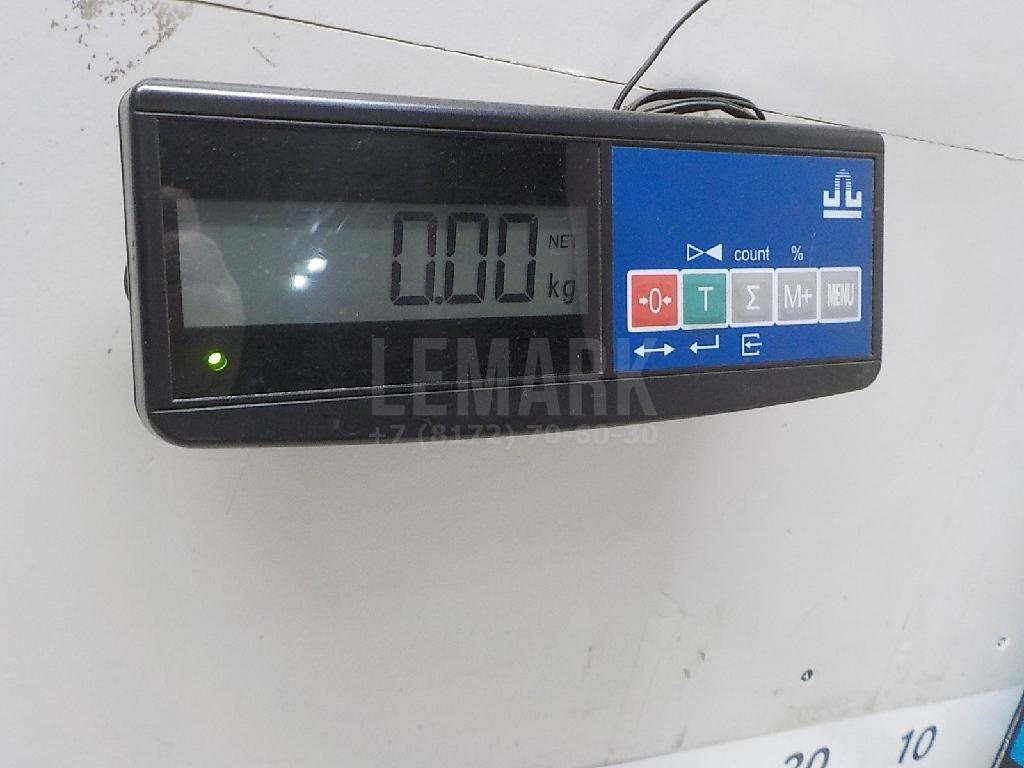 0.00
NET
kg
count %
→0← T Σ M+ MENU
LEMARK
+7 (8172) 70-60-30
20 10